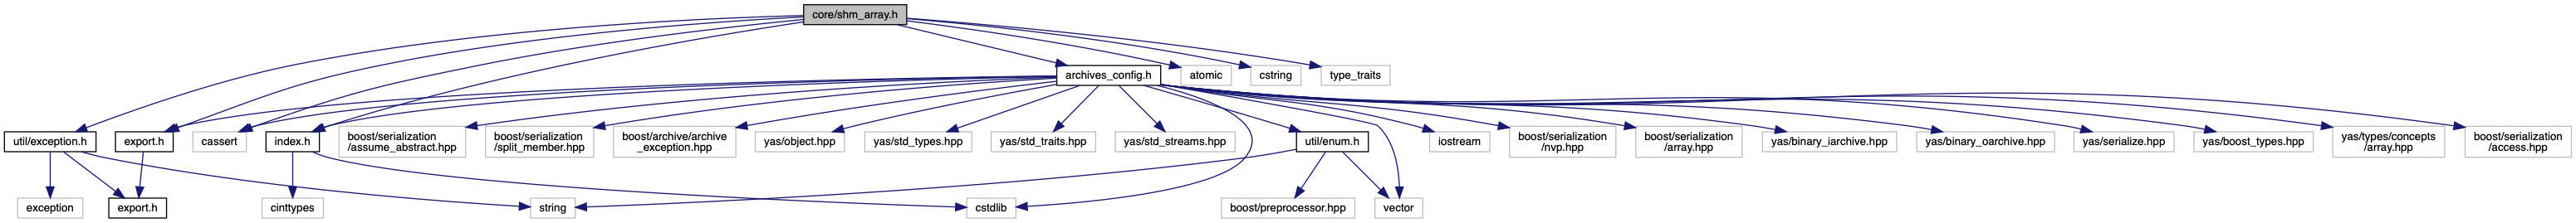 core/shm_array.h
archives_config.h
atomic
cstring
type_traits
util/exception.h
export.h
cassert
index.h
boost/serialization
/assume_abstract.hpp
boost/serialization
/split_member.hpp
boost/archive/archive
_exception.hpp
yas/object.hpp
yas/std_types.hpp
yas/std_traits.hpp
yas/std_streams.hpp
util/enum.h
iostream
boost/serialization
/nvp.hpp
boost/serialization
/array.hpp
yas/binary_iarchive.hpp
yas/binary_oarchive.hpp
yas/serialize.hpp
yas/boost_types.hpp
yas/types/concepts
/array.hpp
boost/serialization
/access.hpp
exception
export.h
cinttypes
string
cstdlib
boost/preprocessor.hpp
vector